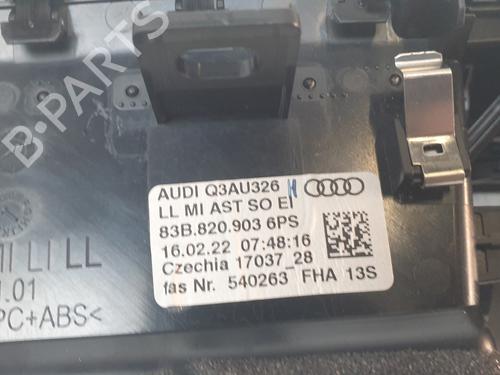 B-PARTS
AUDI Q3AU326 H
LL MI AST SO EI
83B.820.903 6PS
16.02.22 07:48:16
Czechia 17037_28
fas Nr. 540263 FHA 13S
LI LL
.01
PC+ABS<